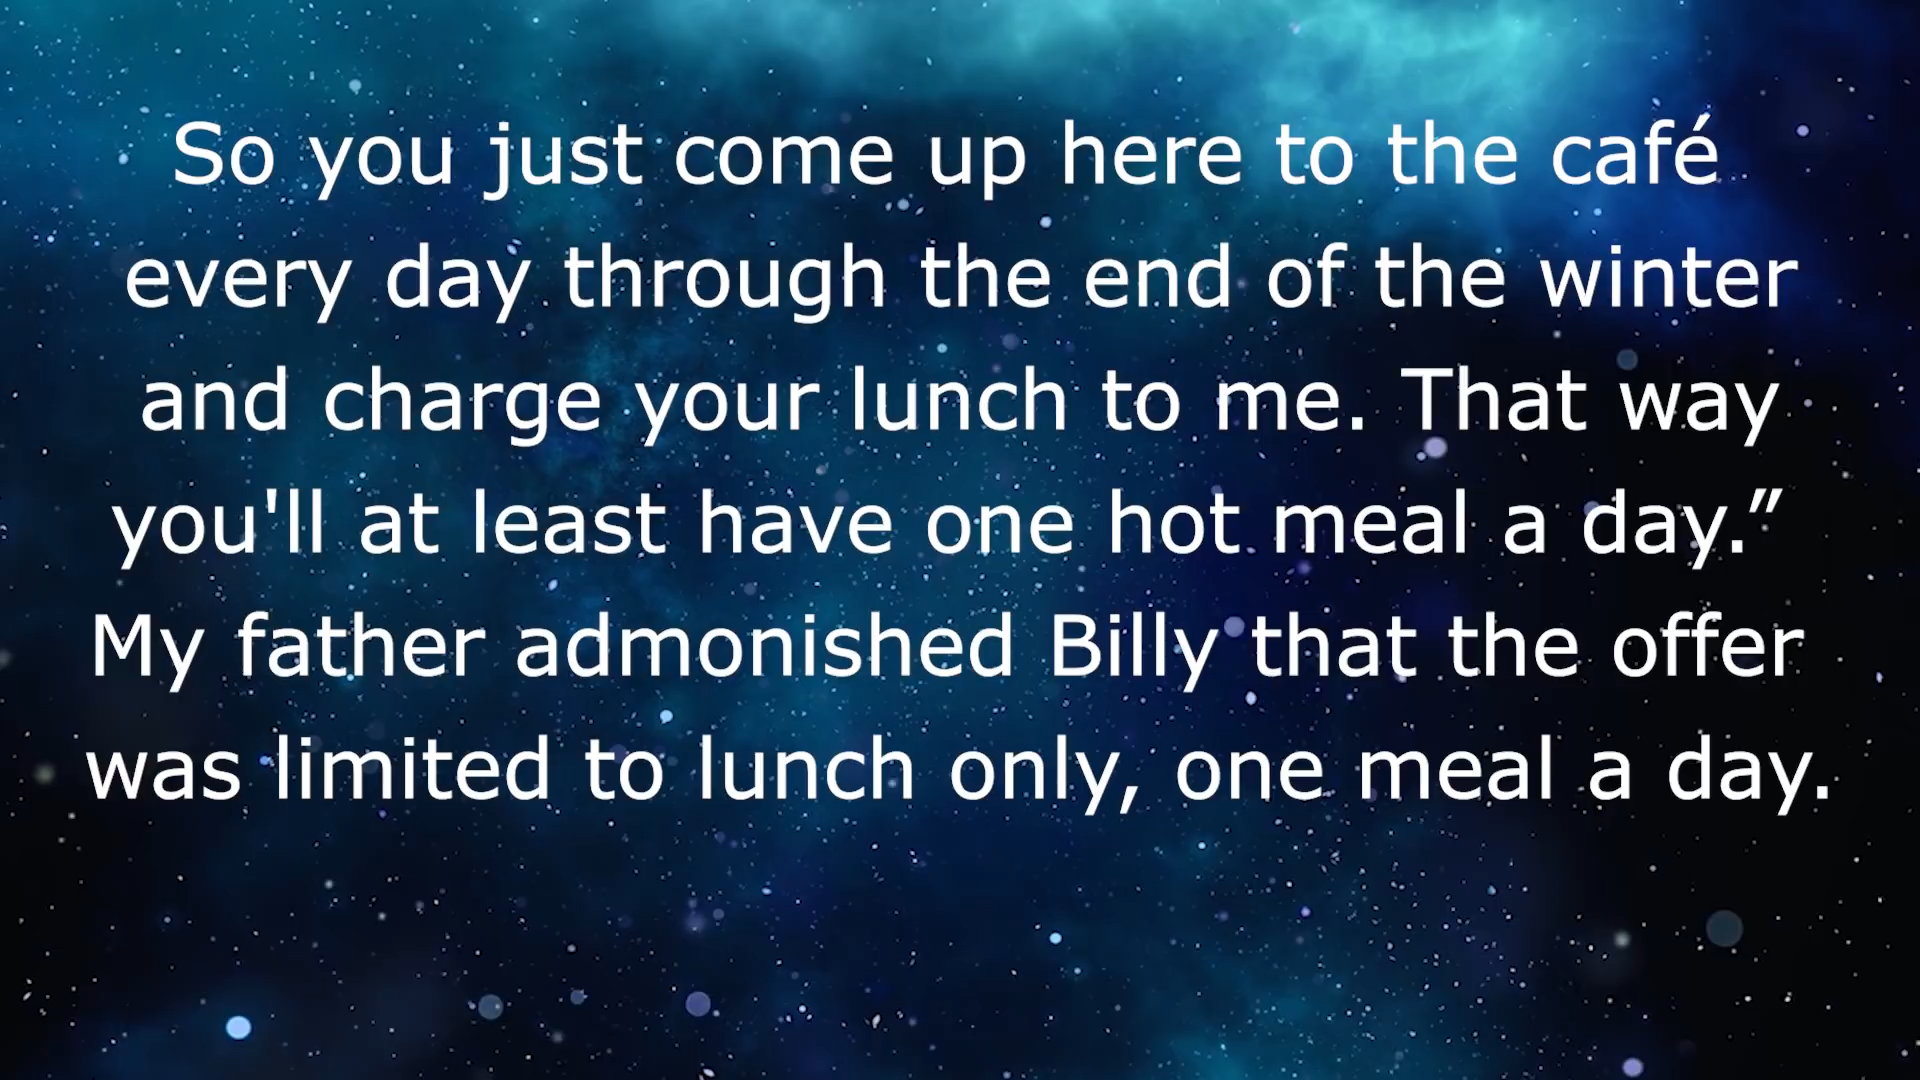 So you just come up here to the café
every day through the end of the winter
and charge your lunch to me. That way
you'll at least have one hot meal a day.”
My father admonished Billy that the offer
was limited to lunch only, one meal a day.